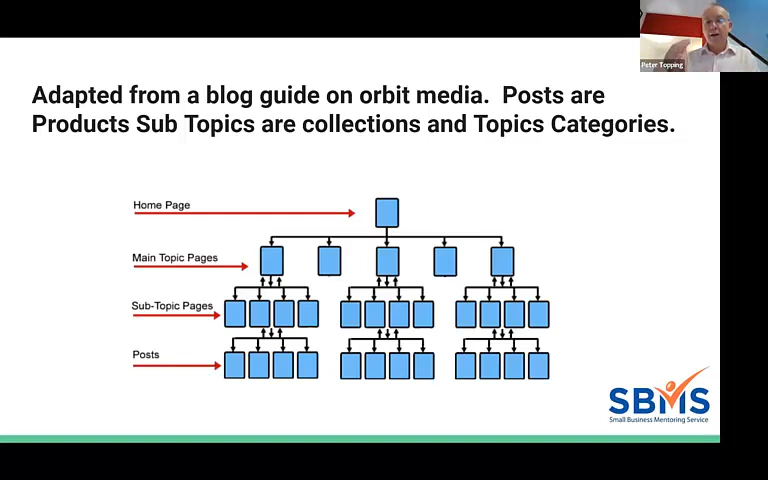 Peter Topping
Adapted from a blog guide on orbit media.  Posts are
Products Sub Topics are collections and Topics Categories.
Home Page
Main Topic Pages
Sub-Topic Pages
Posts
SBMS
Small Business Mentoring Service